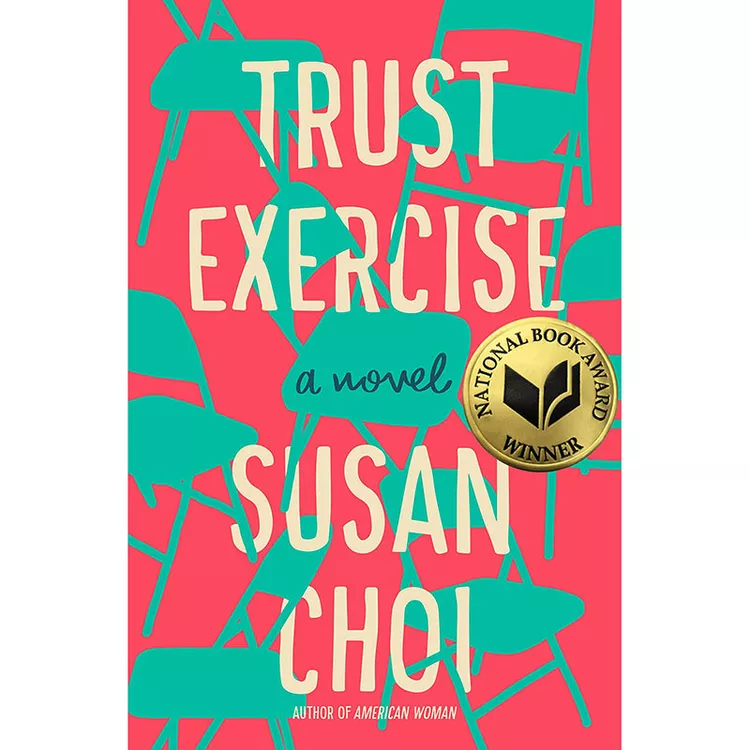 TRUST
EXERCISE
a novel
NATIONAL BOOK AWARD
WINNER
SUSAN
CHOI
AUTHOR OF AMERICAN WOMAN